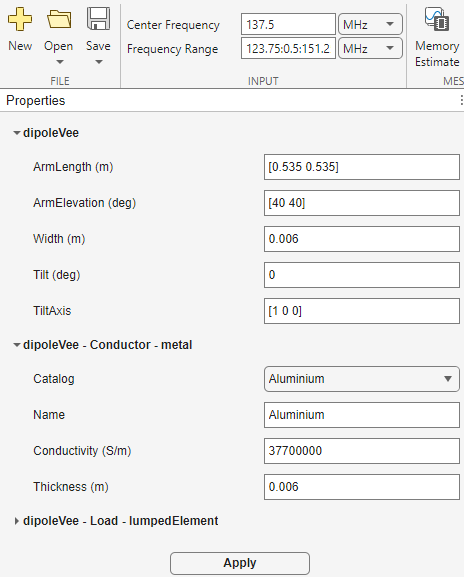 New Open Save
Center Frequency 137.5 MHz
Frequency Range 123.75:0.5:151.2 MHz
Memory
Estimate
FILE INPUT MES
Properties
dipoleVee
ArmLength (m) [0.535 0.535]
ArmElevation (deg) [40 40]
Width (m) 0.006
Tilt (deg) 0
TiltAxis [1 0 0]
dipoleVee - Conductor - metal
Catalog Aluminium
Name Aluminium
Conductivity (S/m) 37700000
Thickness (m) 0.006
dipoleVee - Load - lumpedElement
Apply